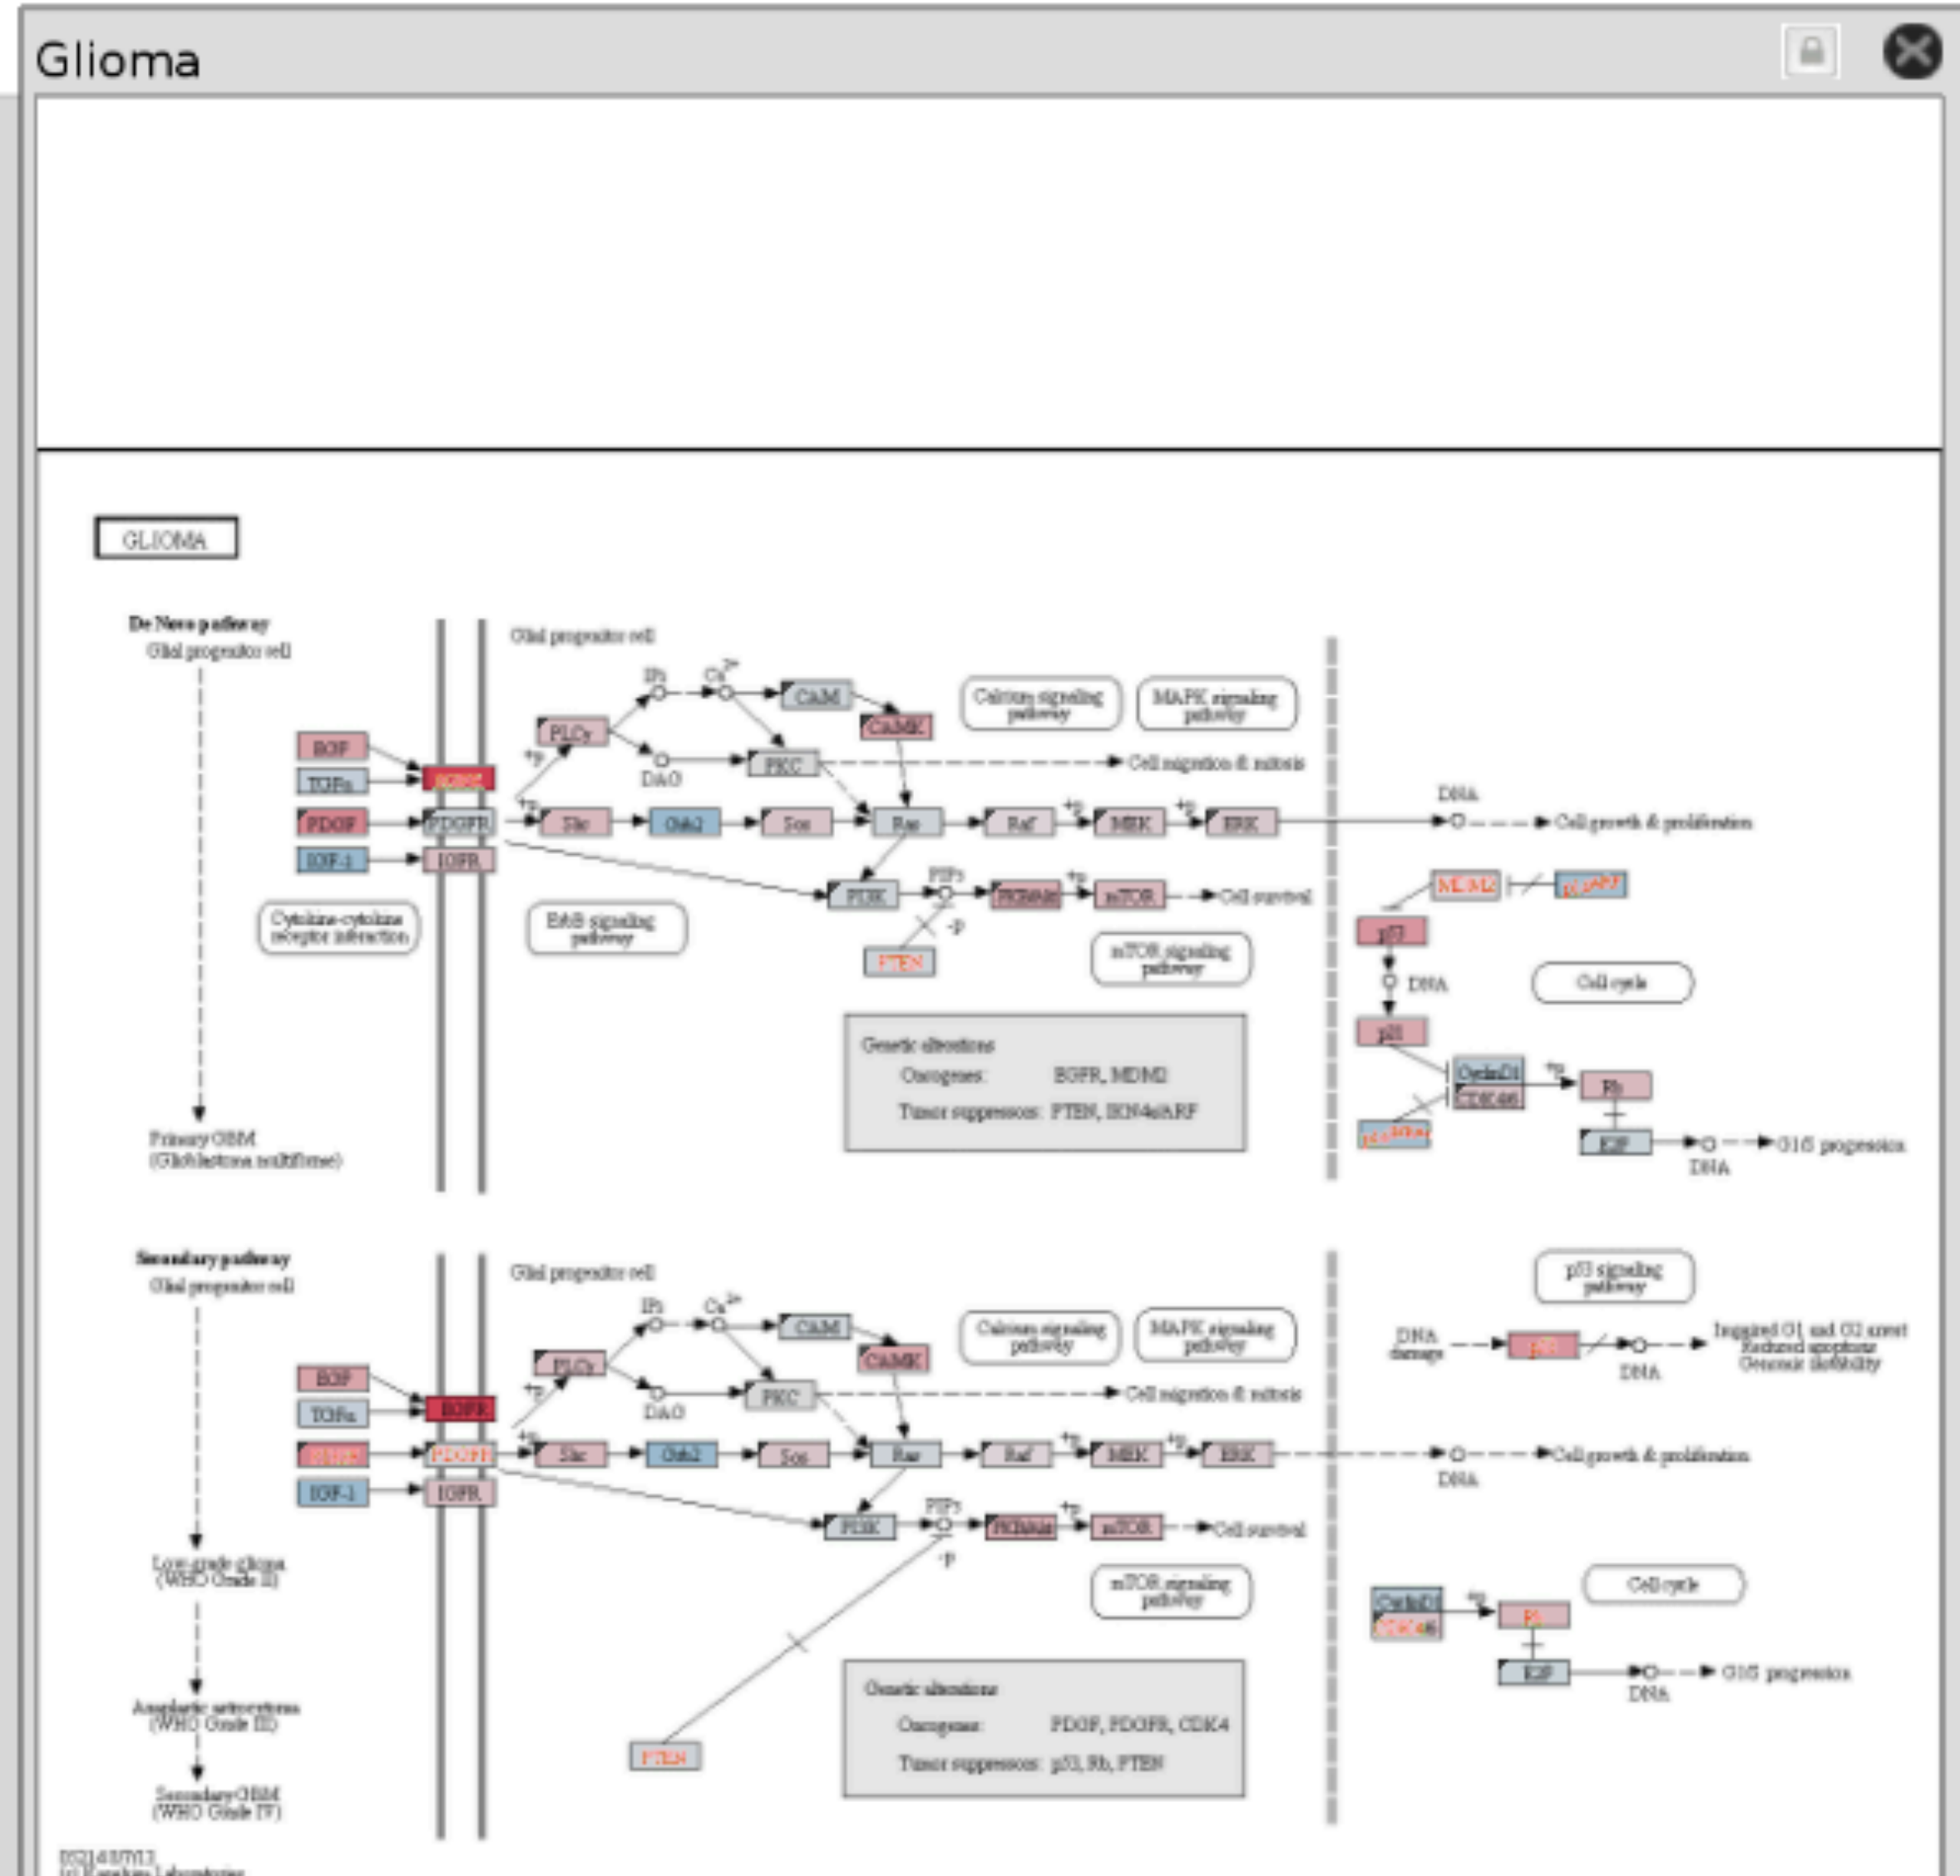 Glioma
GLIOMA
De Novo pathway
Glial progenitor cell
Glial progenitor cell
IP3
Ca2+
CAM
CAMK
Calcium signaling
pathway
MAPK signaling
pathway
PLCγ
+p
DAG
PKC
Cell migration & mitosis
EGF
TGFα
PDGF
PDGFR
IGF-1
IGFR
+p
Shc
Grb2
Sos
Ras
Raf
+p
MEK
+p
ERK
DNA
Cell growth & proliferation
PI3K
PIP3
PKB/Akt
+p
mTOR
Cell survival
-p
PTEN
Cytokine-cytokine
receptor interaction
ErbB signaling
pathway
mTOR signaling
pathway
MDM2
p53
DNA
p21
Cell cycle
CyclinD1
CDK4/6
+p
Rb
E2F
DNA
G1/S progression
Genetic alterations
Oncogenes: EGFR, MDM2
Tumor suppressors: PTEN, IKN4a/ARF
Primary GBM
(Glioblastoma multiforme)
Secondary pathway
Glial progenitor cell
Glial progenitor cell
IP3
Ca2+
CAM
CAMK
Calcium signaling
pathway
MAPK signaling
pathway
PLCγ
+p
DAG
PKC
Cell migration & mitosis
p53 signaling
pathway
DNA
damage
DNA
Impaired G1 and G2 arrest
Reduced apoptosis
Genomic instability
EGF
TGFα
EGFR
PDGFR
IGF-1
IGFR
+p
Shc
Grb2
Sos
Ras
Raf
+p
MEK
+p
ERK
DNA
Cell growth & proliferation
PI3K
PIP3
PKB/Akt
+p
mTOR
Cell survival
-p
mTOR signaling
pathway
Cell cycle
CyclinD1
CDK4/6
+p
Rb
E2F
DNA
G1/S progression
Low-grade glioma
(WHO Grade II)
Anaplastic astrocytoma
(WHO Grade III)
Secondary GBM
(WHO Grade IV)
PTEN
Genetic alterations
Oncogenes: PDGF, PDGFR, CDK4
Tumor suppressors: p53, Rb, PTEN
(c) Kanehisa Laboratories